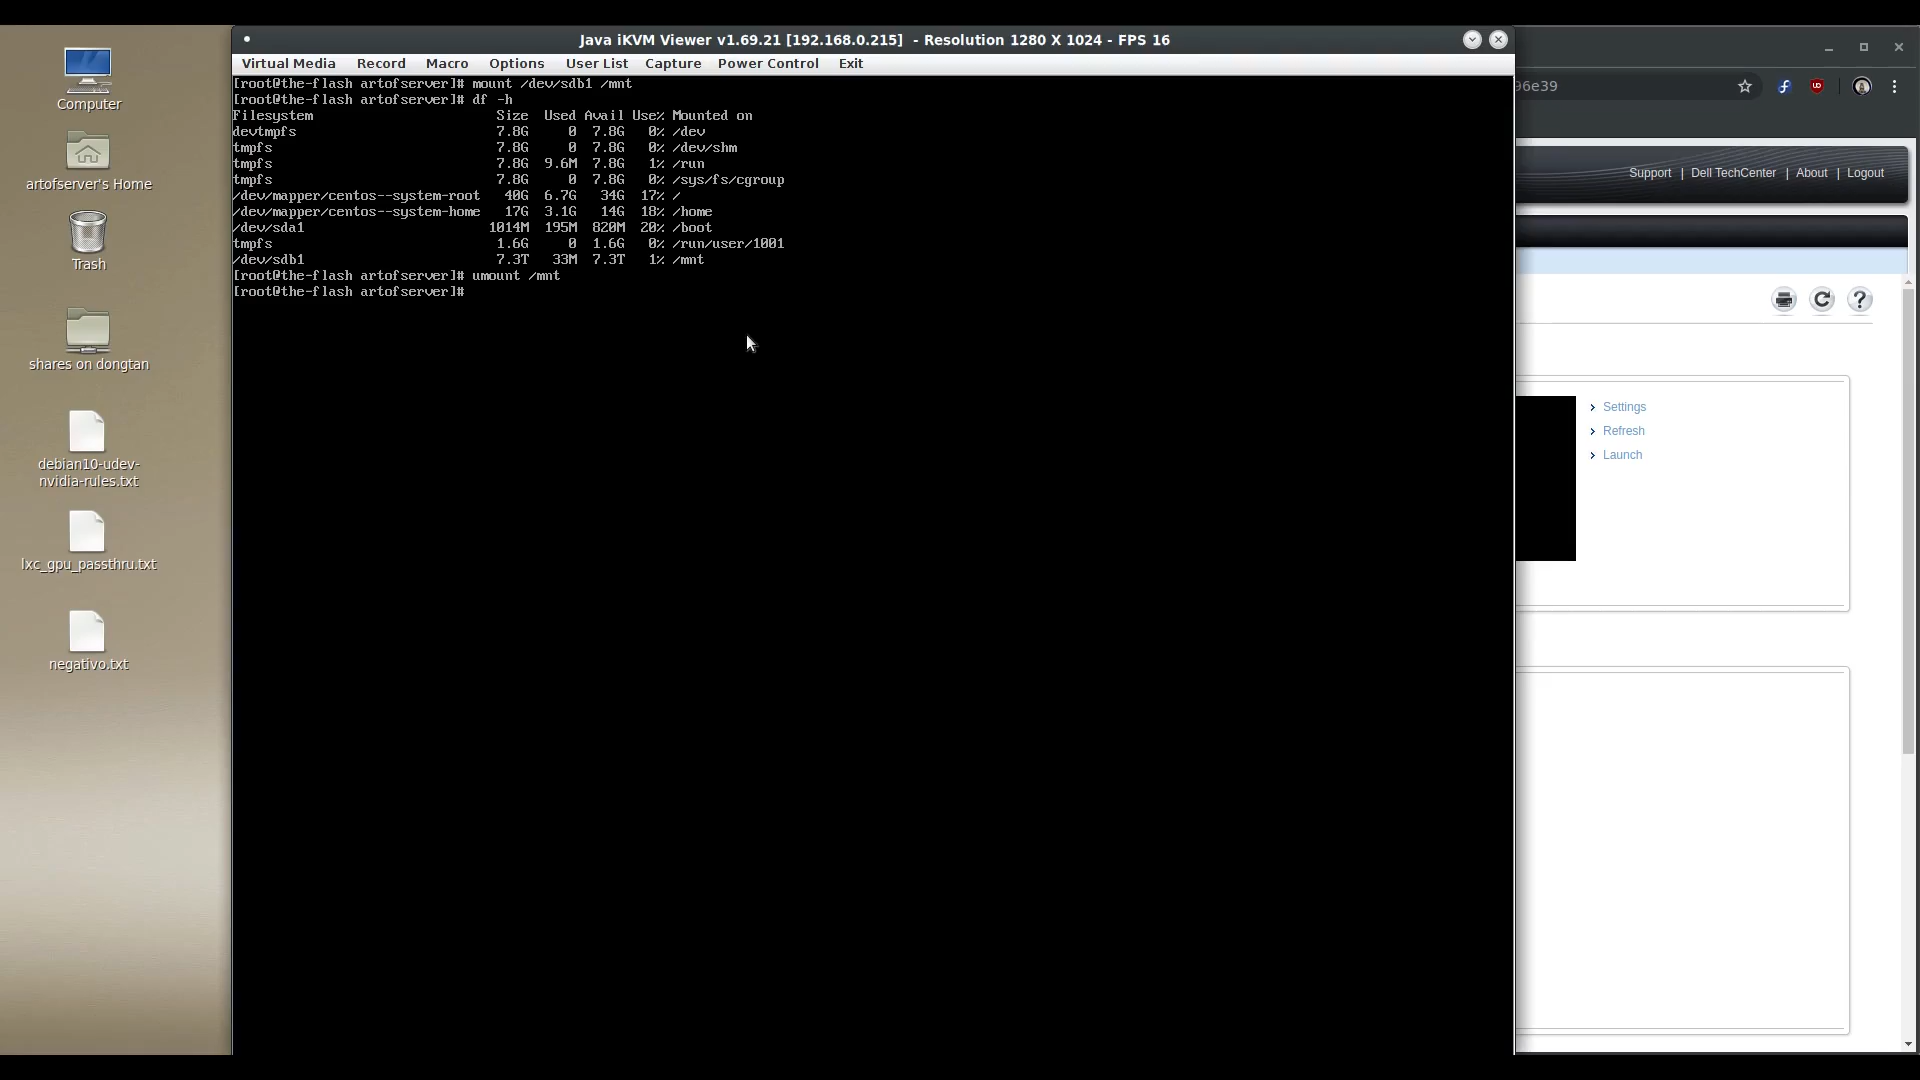 Java iKVM Viewer v1.69.21 [192.168.0.215]  - Resolution 1280 X 1024 - FPS 16
Virtual Media Record Macro Options User List Capture Power Control Exit
[root@the-flash artofserver]# mount /dev/sdb1 /mnt
[root@the-flash artofserver]# df -h
Filesystem                       Size  Used Avail Use% Mounted on
devtmpfs                         7.8G     0  7.8G   0% /dev
tmpfs                            7.8G     0  7.8G   0% /dev/shm
tmpfs                            7.8G  9.6M  7.8G   1% /run
tmpfs                            7.8G     0  7.8G   0% /sys/fs/cgroup
/dev/mapper/centos--system-root   40G  6.7G   34G  17% /
/dev/mapper/centos--system-home   17G  3.1G   14G  18% /home
/dev/sda1                       1014M  195M  820M  20% /boot
tmpfs                            1.6G     0  1.6G   0% /run/user/1001
/dev/sdb1                        7.3T   33M  7.3T   1% /mnt
[root@the-flash artofserver]# umount /mnt
[root@the-flash artofserver]#
Computer
artofserver's Home
Trash
shares on dongtan
debian10-udev-
nvidia-rules.txt
lxc_gpu_passthru.txt
negativo.txt
96e39
Support | Dell TechCenter | About | Logout
Settings
Refresh
Launch